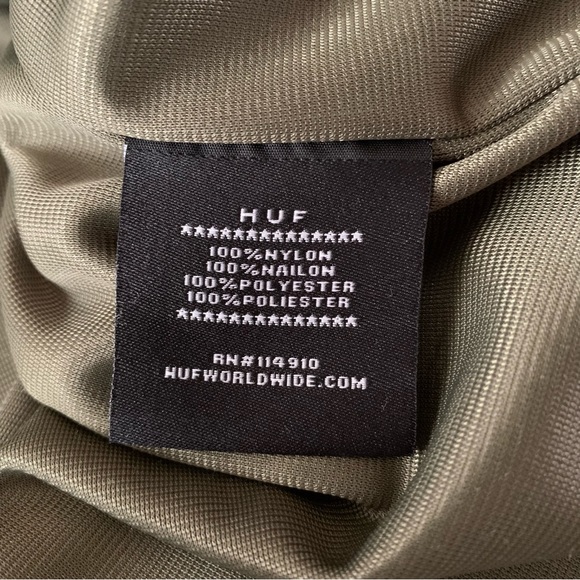 HUF
***************
100%NYLON
100%NAILON
100%POLYESTER
100%POLIESTER
***************
RN#114910
HUFWORLDWIDE.COM